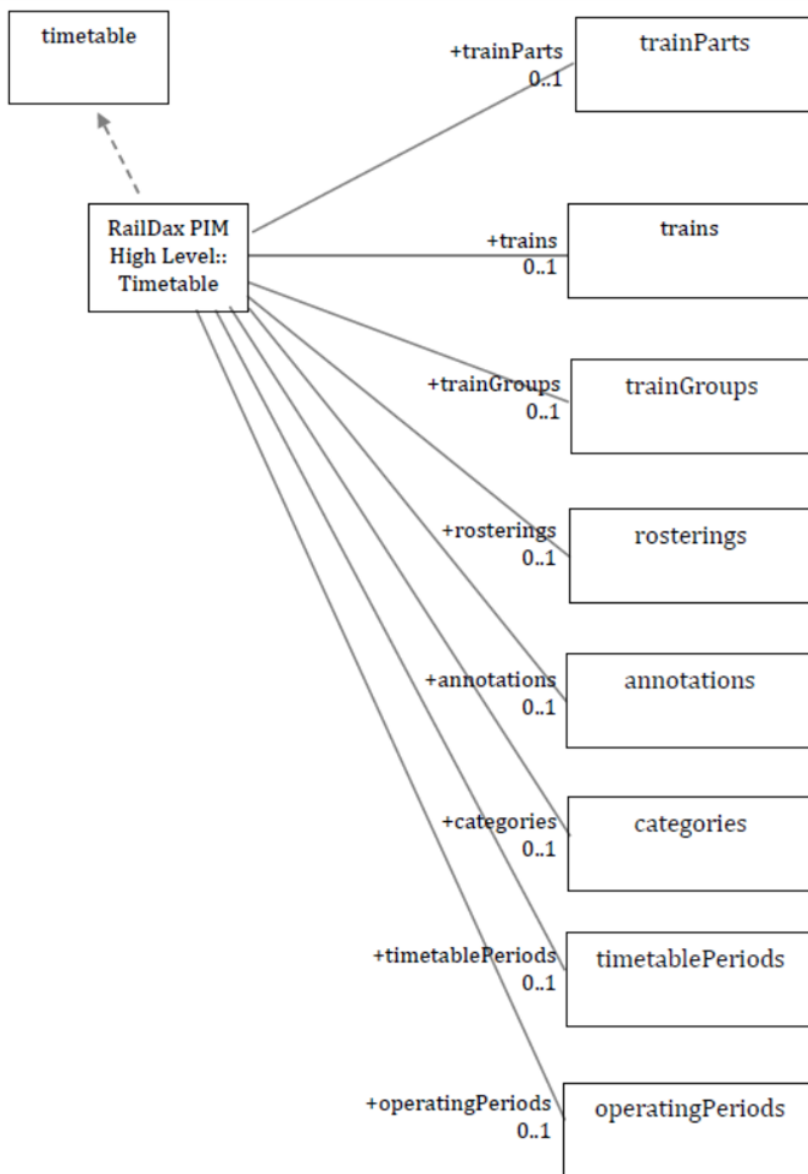 timetable
+trainParts
0..1
trainParts
RailDax PIM
High Level::
Timetable
+trains
0..1
trains
+trainGroups
0..1
trainGroups
+rosterings
0..1
rosterings
+annotations
0..1
annotations
+categories
0..1
categories
+timetablePeriods
0..1
timetablePeriods
+operatingPeriods
0..1
operatingPeriods